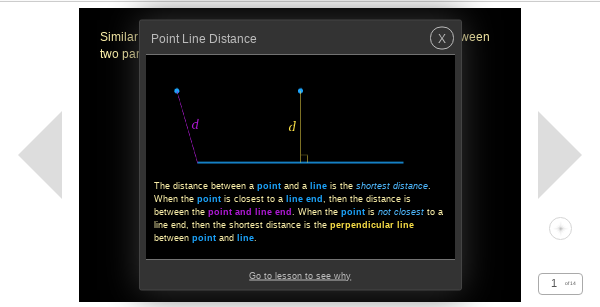 Similar
ween
two par
Point Line Distance
X
d
d
The distance between a point and a line is the shortest distance.
When the point is closest to a line end, then the distance is
between the point and line end. When the point is not closest to a
line end, then the shortest distance is the perpendicular line
between point and line.
Go to lesson to see why
1 of 14